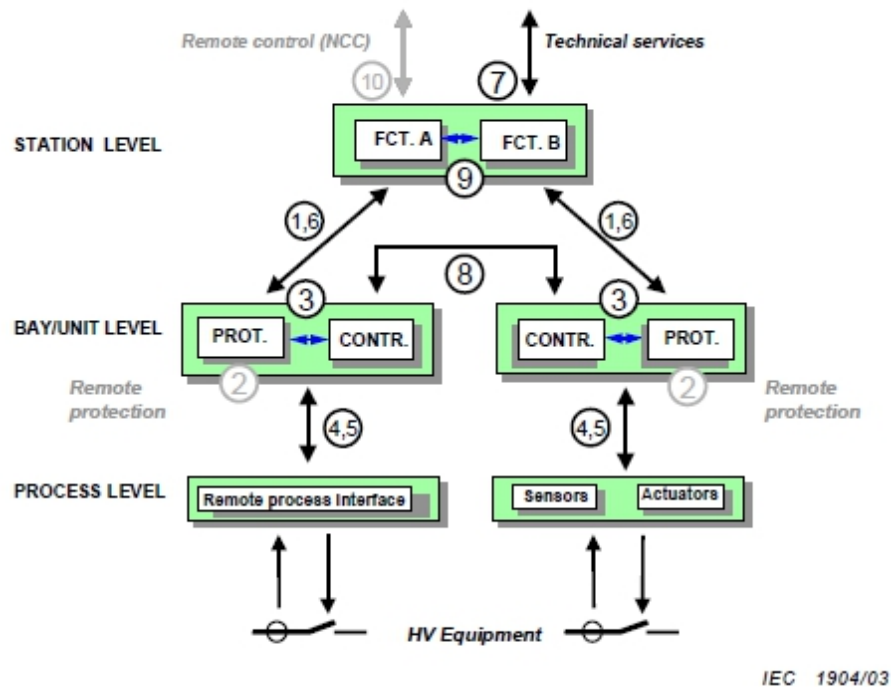 Remote control (NCC)
Technical services
10
7
STATION LEVEL
FCT. A
FCT. B
9
1,6
1,6
8
3
3
BAY/UNIT LEVEL
PROT.
CONTR.
CONTR.
PROT.
2
2
Remote
protection
Remote
protection
4,5
4,5
PROCESS LEVEL
Remote process Interface
Sensors
Actuators
HV Equipment
IEC 1904/03